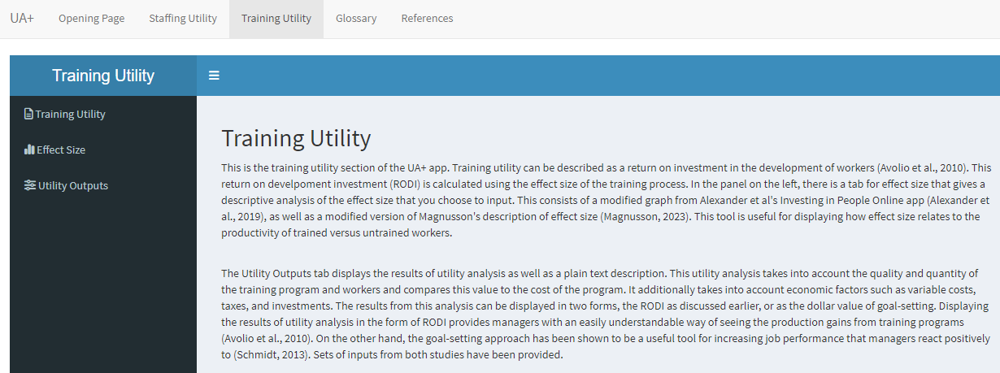 UA+ Opening Page Staffing Utility Training Utility Glossary References
Training Utility
Training Utility
Effect Size
Utility Outputs
Training Utility
This is the training utility section of the UA+ app. Training utility can be described as a return on investment in the development of workers (Avolio et al., 2010). This
return on develpoment investment (RODI) is calculated using the effect size of the training process. In the panel on the left, there is a tab for effect size that gives a
descriptive analysis of the effect size that you choose to input. This consists of a modified graph from Alexander et al's Investing in People Online app (Alexander et
al., 2019), as well as a modified version of Magnusson's description of effect size (Magnusson, 2023). This tool is useful for displaying how effect size relates to the
productivity of trained versus untrained workers.
The Utility Outputs tab displays the results of utility analysis as well as a plain text description. This utility analysis takes into account the quality and quantity of
the training program and workers and compares this value to the cost of the program. It additionally takes into account economic factors such as variable costs,
taxes, and investments. The results from this analysis can be displayed in two forms, the RODI as discussed earlier, or as the dollar value of goal-setting. Displaying
the results of utility analysis in the form of RODI provides managers with an easily understandable way of seeing the production gains from training programs
(Avolio et al., 2010). On the other hand, the goal-setting approach has been shown to be a useful tool for increasing job performance that managers react positively
to (Schmidt, 2013). Sets of inputs from both studies have been provided.